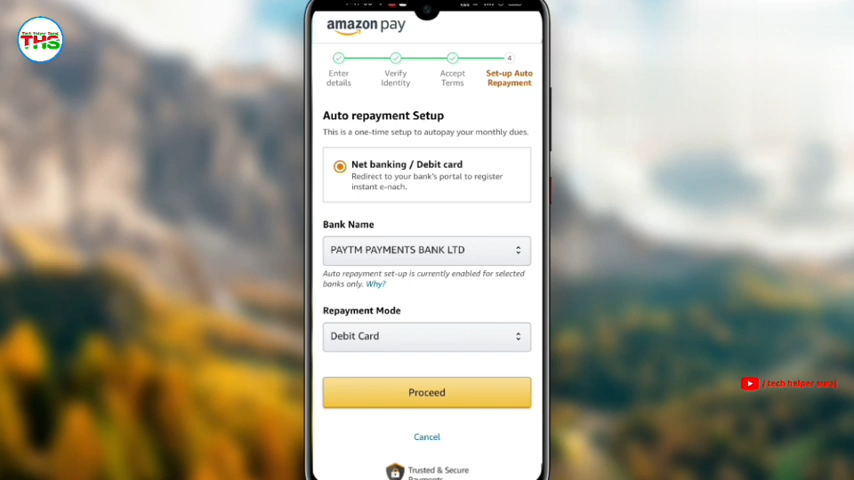 THS
amazon pay
4
Enter details
Verify Identity
Accept Terms
Set-up Auto Repayment
Auto repayment Setup
This is a one-time setup to autopay your monthly dues.
Net banking / Debit card
Redirect to your bank's portal to register
instant e-nach.
Bank Name
PAYTM PAYMENTS BANK LTD
Auto repayment set-up is currently enabled for selected
banks only. Why?
Repayment Mode
Debit Card
Proceed
Cancel
Trusted & Secure
Payments
/ tech helper suraj